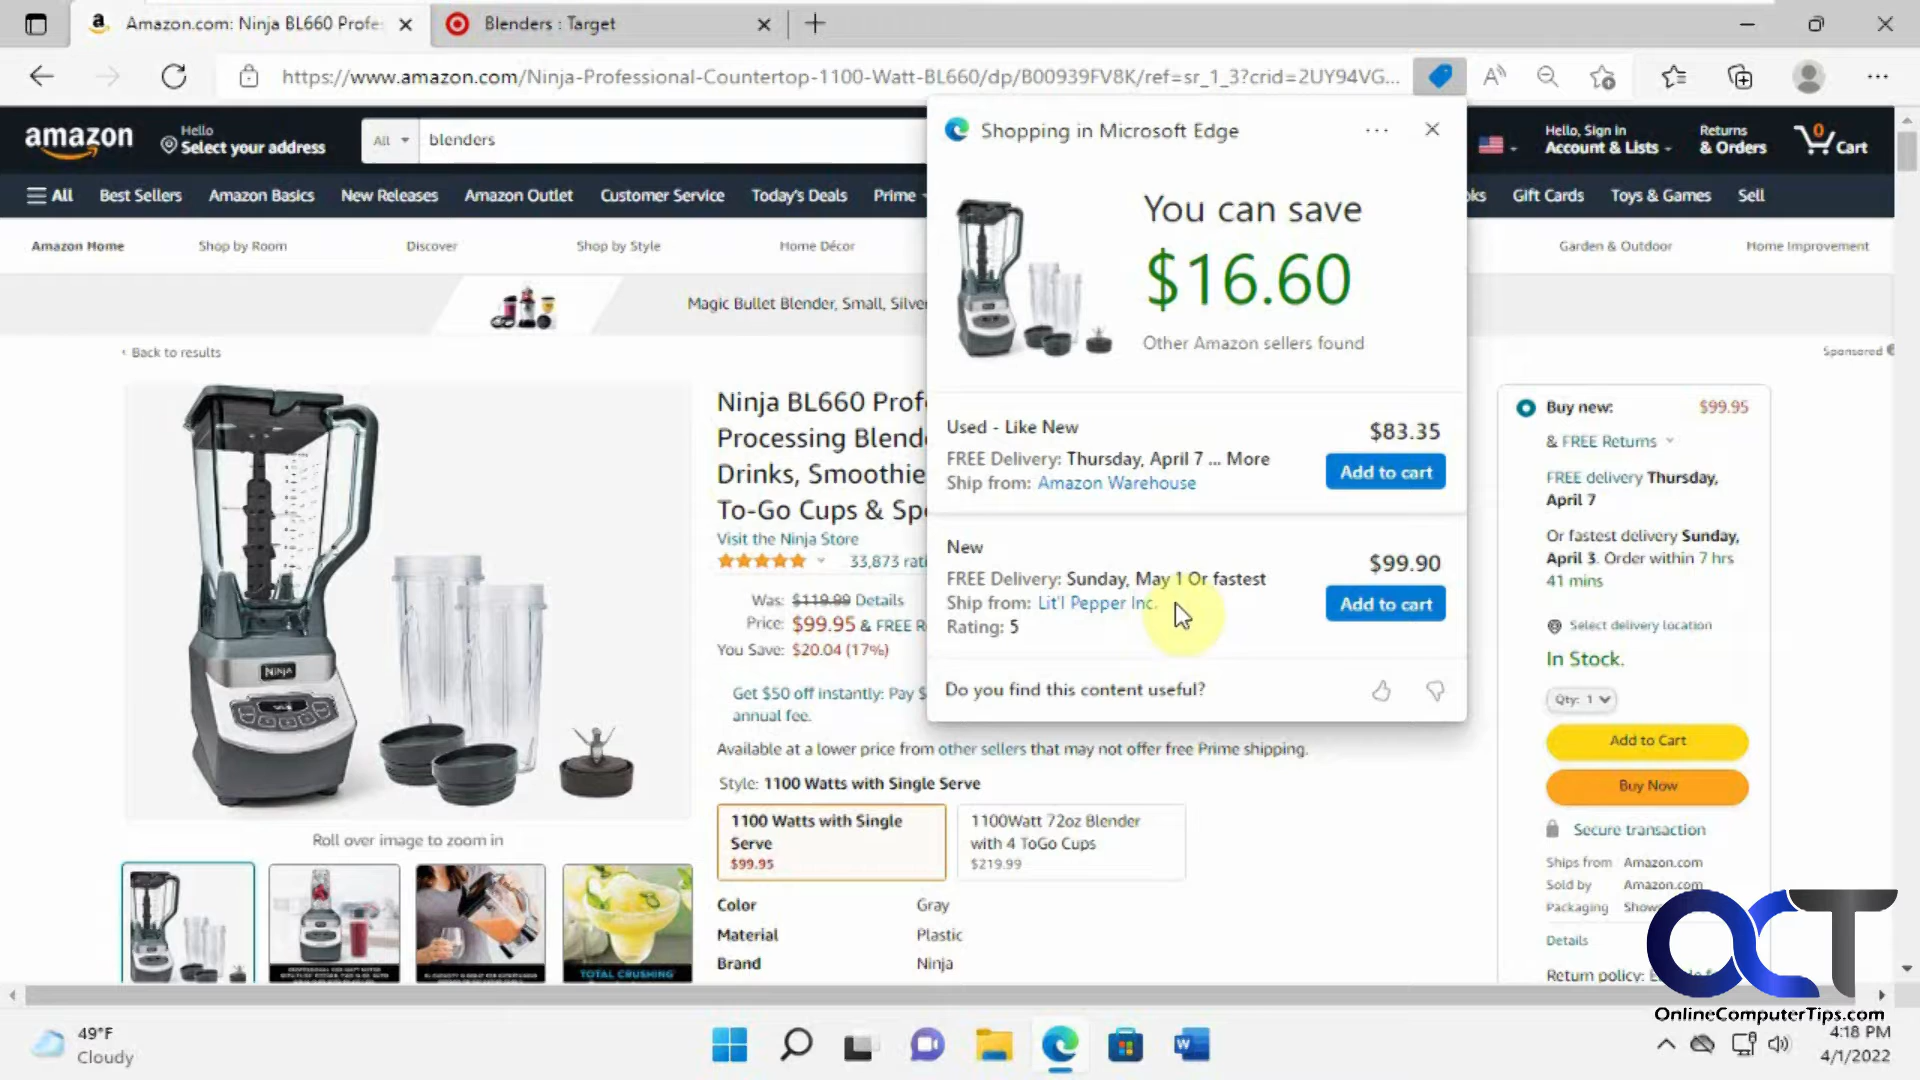 Amazon.com: Ninja BL660 Profe
Blenders : Target
https://www.amazon.com/Ninja-Professional-Countertop-1100-Watt-BL660/dp/B00939FV8K/ref=sr_1_3?crid=2UY94VG...
amazon
Hello
Select your address
All
blenders
Hello, Sign in
Account & Lists
Returns
& Orders
0
Cart
All
Best Sellers
Amazon Basics
New Releases
Amazon Outlet
Customer Service
Today's Deals
Prime
ks
Gift Cards
Toys & Games
Sell
Amazon Home
Shop by Room
Discover
Shop by Style
Home Décor
Garden & Outdoor
Home Improvement
Magic Bullet Blender, Small, Silver
Sponsored
‹ Back to results
Shopping in Microsoft Edge
You can save
$16.60
Other Amazon sellers found
Used - Like New
$83.35
FREE Delivery: Thursday, April 7 ... More
Ship from: Amazon Warehouse
Add to cart
New
$99.90
FREE Delivery: Sunday, May 1 Or fastest
Ship from: Lit'l Pepper Inc.
Rating: 5
Add to cart
Do you find this content useful?
Ninja BL660 Prof
Processing Blend
Drinks, Smoothie
To-Go Cups & Sp
Visit the Ninja Store
33,873 rati
Was: $119.99 Details
Price: $99.95 & FREE R
You Save: $20.04 (17%)
Get $50 off instantly: Pay $
annual fee.
Available at a lower price from other sellers that may not offer free Prime shipping.
Style: 1100 Watts with Single Serve
1100 Watts with Single
Serve
$99.95
1100Watt 72oz Blender
with 4 ToGo Cups
$219.99
Color Gray
Material Plastic
Brand Ninja
NINJA
Roll over image to zoom in
TOTAL CRUSHING
Buy new:
$99.95
& FREE Returns
FREE delivery Thursday,
April 7
Or fastest delivery Sunday,
April 3. Order within 7 hrs
41 mins
Select delivery location
In Stock.
Qty: 1
Add to Cart
Buy Now
Secure transaction
Ships from Amazon.com
Sold by Amazon.com
Packaging Show
Details
Return policy:
OCT
OnlineComputerTips.com
49°F
Cloudy
W
4:18 PM
4/1/2022